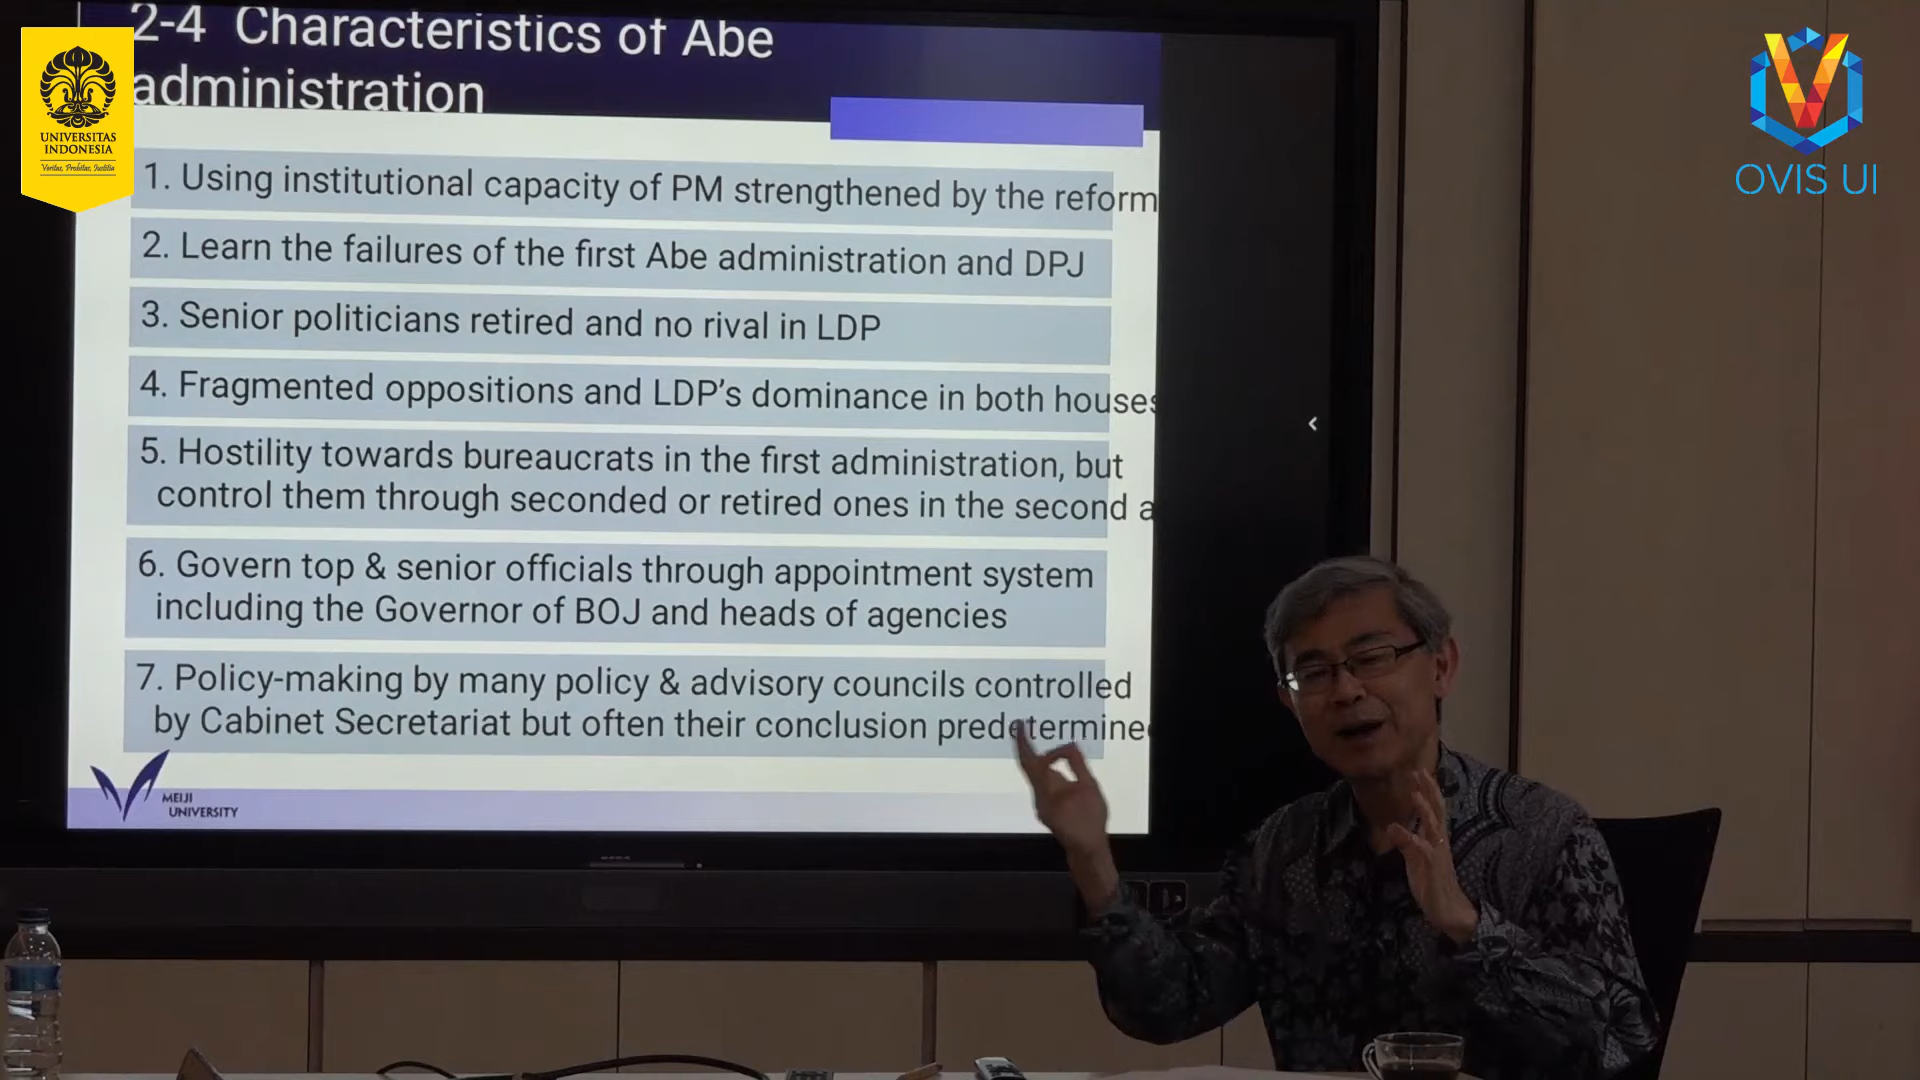 2-4 Characteristics of Abe
administration
UNIVERSITAS
INDONESIA
Veritas, Probitas, Iustitia
OVIS UI
1. Using institutional capacity of PM strengthened by the reform
2. Learn the failures of the first Abe administration and DPJ
3. Senior politicians retired and no rival in LDP
4. Fragmented oppositions and LDP's dominance in both houses
5. Hostility towards bureaucrats in the first administration, but
control them through seconded or retired ones in the second a
6. Govern top & senior officials through appointment system
including the Governor of BOJ and heads of agencies
7. Policy-making by many policy & advisory councils controlled
by Cabinet Secretariat but often their conclusion predetermine
MEIJI
UNIVERSITY